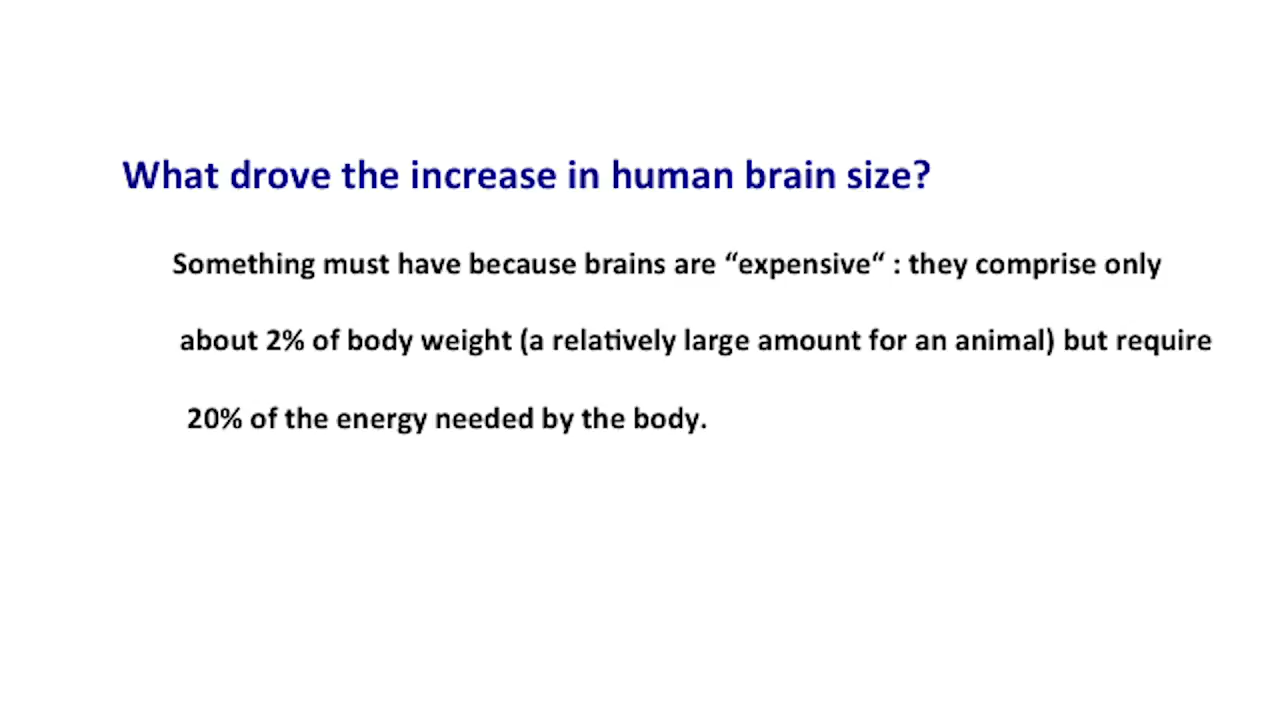 What drove the increase in human brain size?
Something must have because brains are “expensive“ : they comprise only
about 2% of body weight (a relatively large amount for an animal) but require
20% of the energy needed by the body.